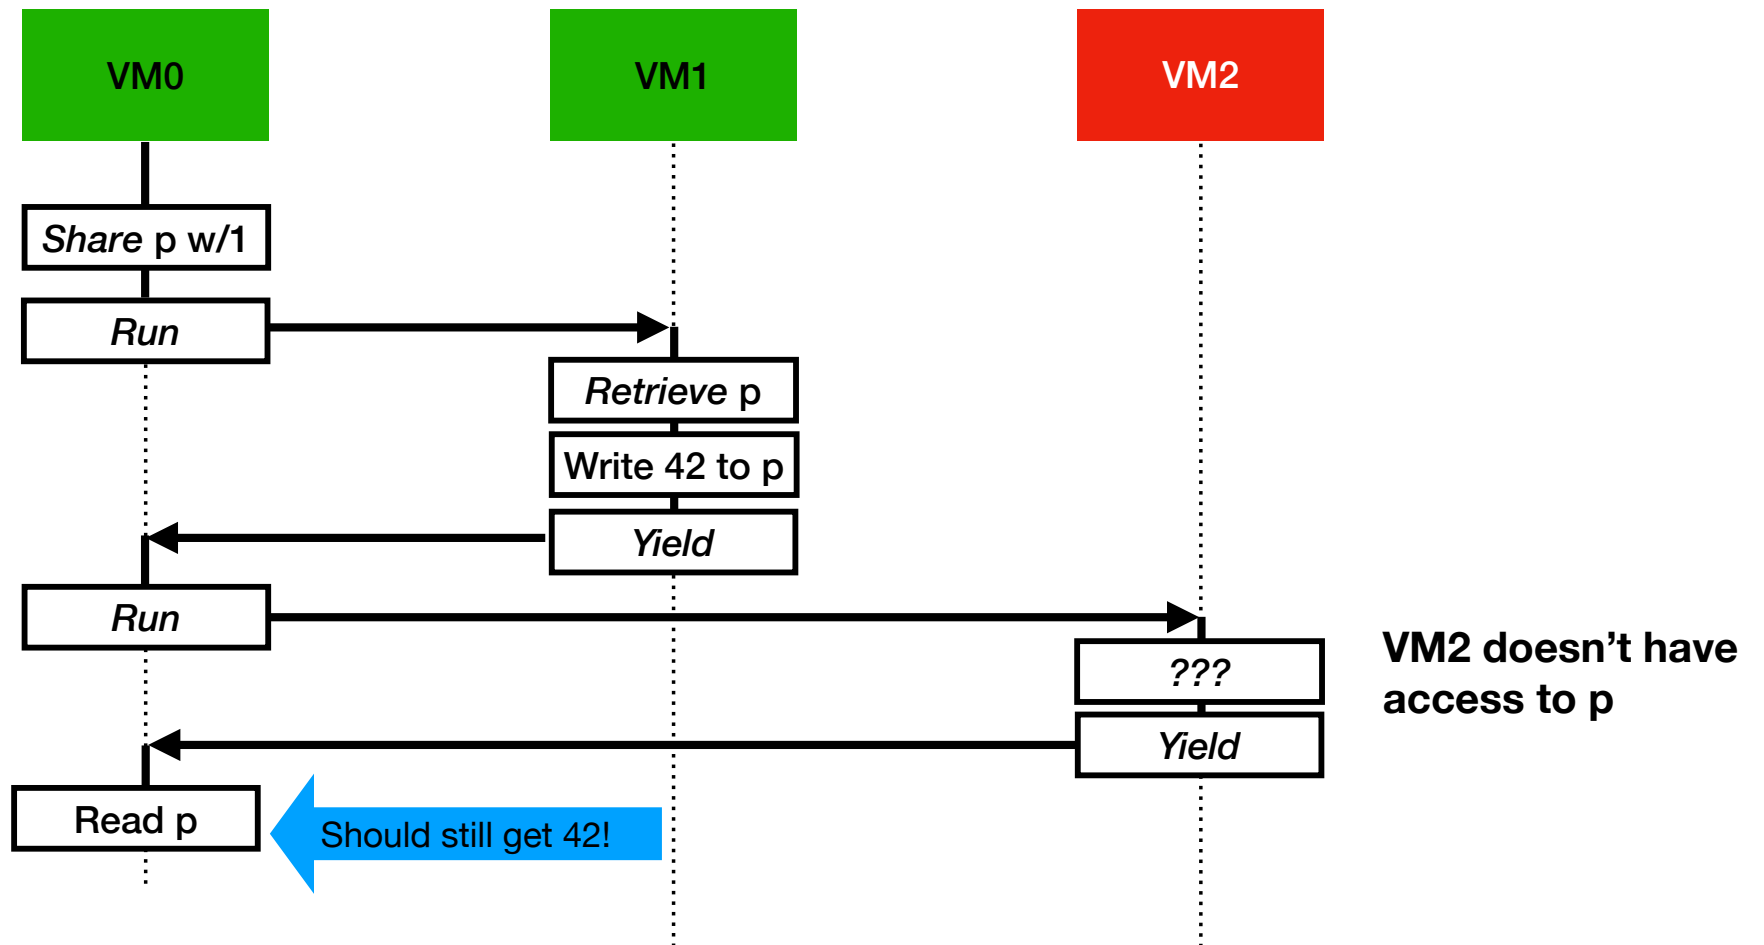 VM0
VM1
VM2
Share p w/1
Run
Retrieve p
Write 42 to p
Yield
Run
???
VM2 doesn't have
access to p
Yield
Read p
Should still get 42!